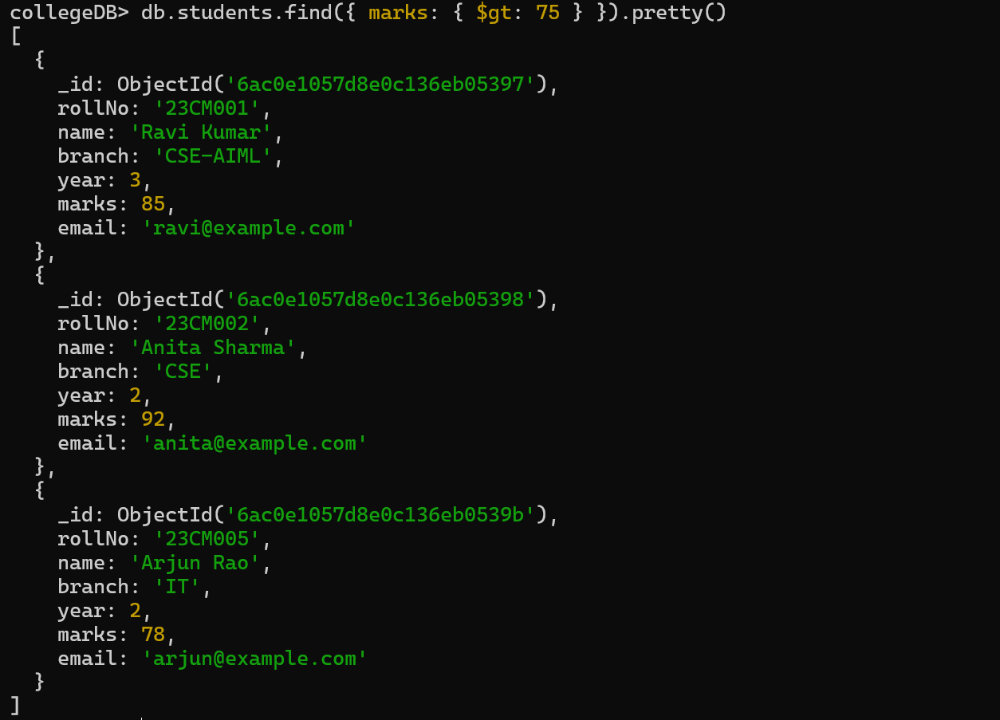 collegeDB> db.students.find({ marks: { $gt: 75 } }).pretty()
[
  {
    _id: ObjectId('6ac0e1057d8e0c136eb05397'),
    rollNo: '23CM001',
    name: 'Ravi Kumar',
    branch: 'CSE-AIML',
    year: 3,
    marks: 85,
    email: 'ravi@example.com'
  },
  {
    _id: ObjectId('6ac0e1057d8e0c136eb05398'),
    rollNo: '23CM002',
    name: 'Anita Sharma',
    branch: 'CSE',
    year: 2,
    marks: 92,
    email: 'anita@example.com'
  },
  {
    _id: ObjectId('6ac0e1057d8e0c136eb0539b'),
    rollNo: '23CM005',
    name: 'Arjun Rao',
    branch: 'IT',
    year: 2,
    marks: 78,
    email: 'arjun@example.com'
  }
]